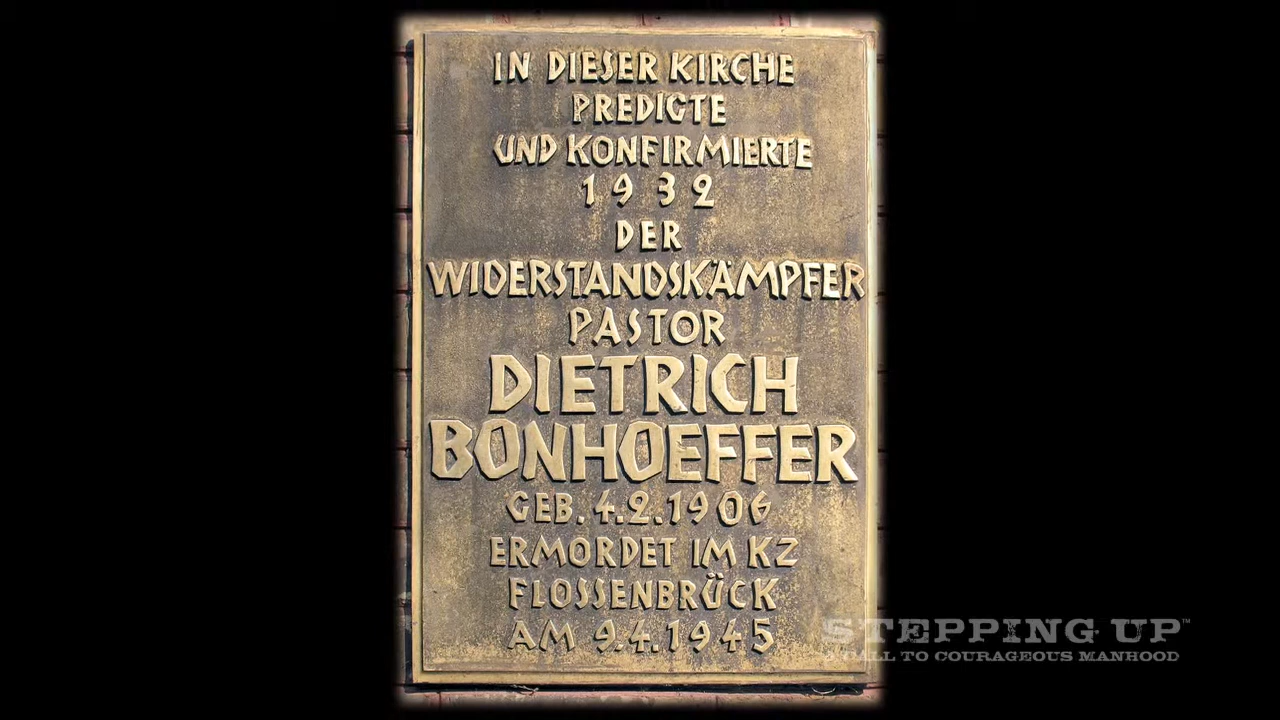 IN DIESER KIRCHE
PREDIGTE
UND KONFIRMIERTE
1932
DER
WIDERSTANDSKÄMPFER
PASTOR
DIETRICH
BONHOEFFER
GEB. 4.2.1906
ERMORDET IM KZ
FLOSSENBRÜCK
AM 9.4.1945
STEPPING UP™
A CALL TO COURAGEOUS MANHOOD